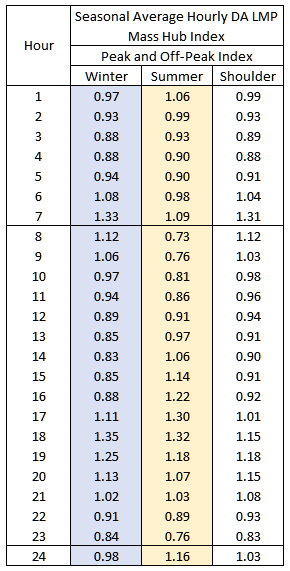 Hour
Seasonal Average Hourly DA LMP
Mass Hub Index
Peak and Off-Peak Index
Winter Summer Shoulder
1 0.97 1.06 0.99
2 0.93 0.99 0.93
3 0.88 0.93 0.89
4 0.88 0.90 0.88
5 0.94 0.90 0.91
6 1.08 0.98 1.04
7 1.33 1.09 1.31
8 1.12 0.73 1.12
9 1.06 0.76 1.03
10 0.97 0.81 0.98
11 0.94 0.86 0.96
12 0.89 0.91 0.94
13 0.85 0.97 0.91
14 0.83 1.06 0.90
15 0.85 1.14 0.91
16 0.88 1.22 0.92
17 1.11 1.30 1.01
18 1.35 1.32 1.15
19 1.25 1.18 1.18
20 1.13 1.07 1.15
21 1.02 1.03 1.08
22 0.91 0.89 0.93
23 0.84 0.76 0.83
24 0.98 1.16 1.03